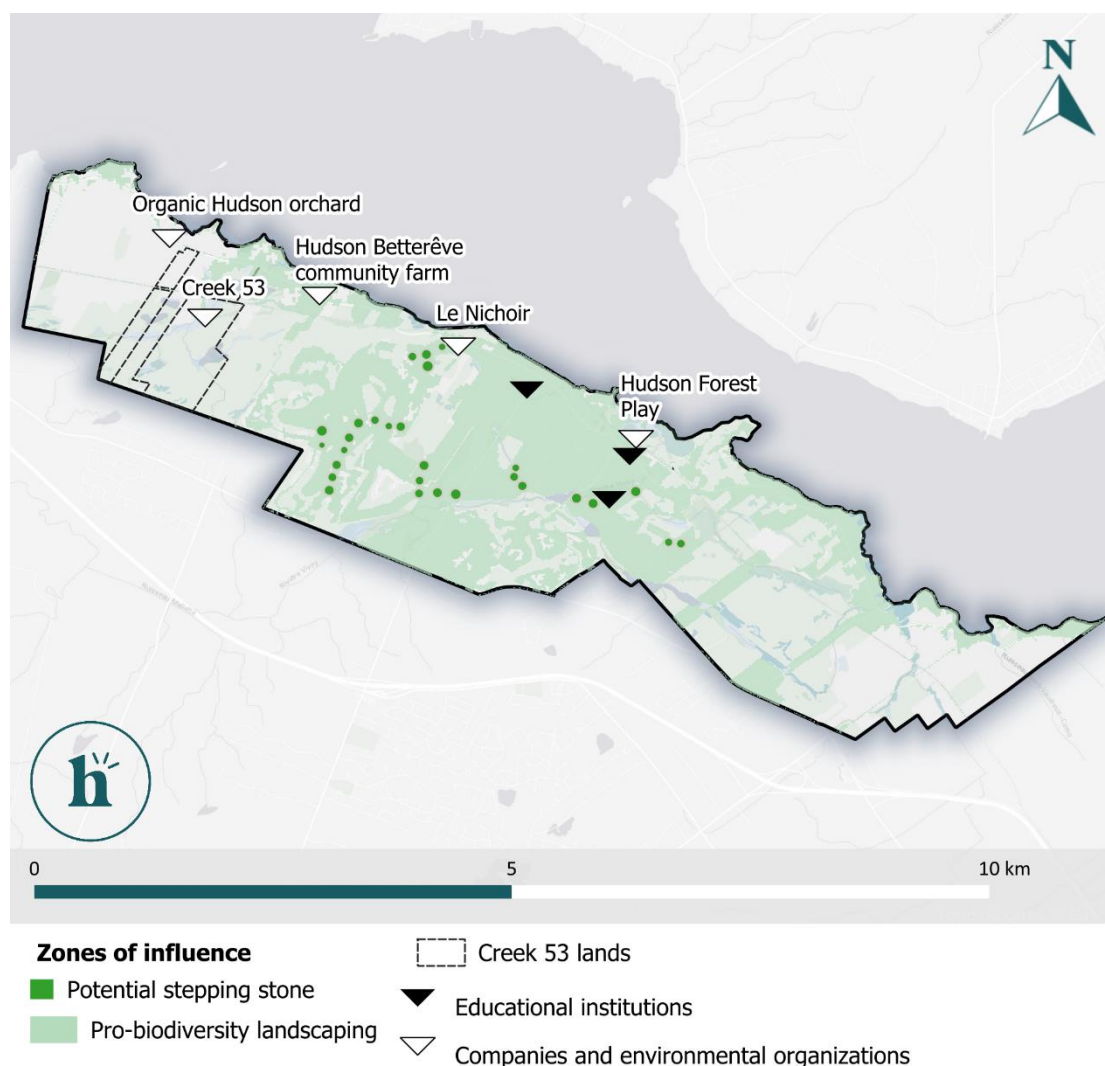 N
Organic Hudson orchard
Hudson Betterêve
community farm
Creek 53
Le Nichoir
Hudson Forest
Play
h
0 5 10 km
Zones of influence
Potential stepping stone
Pro-biodiversity landscaping
Creek 53 lands
Educational institutions
Companies and environmental organizations